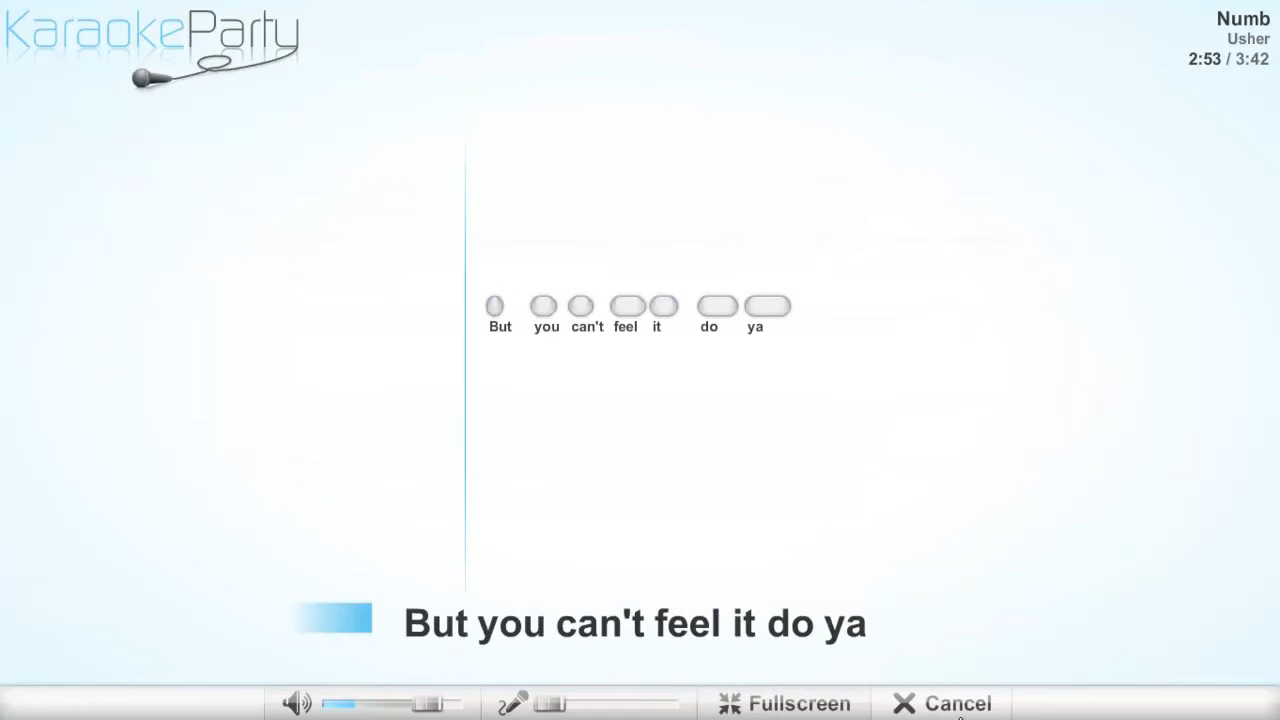 KaraokeParty
Numb
Usher
2:53 / 3:42
But you can't feel it do ya
But you can't feel it do ya
Fullscreen
Cancel